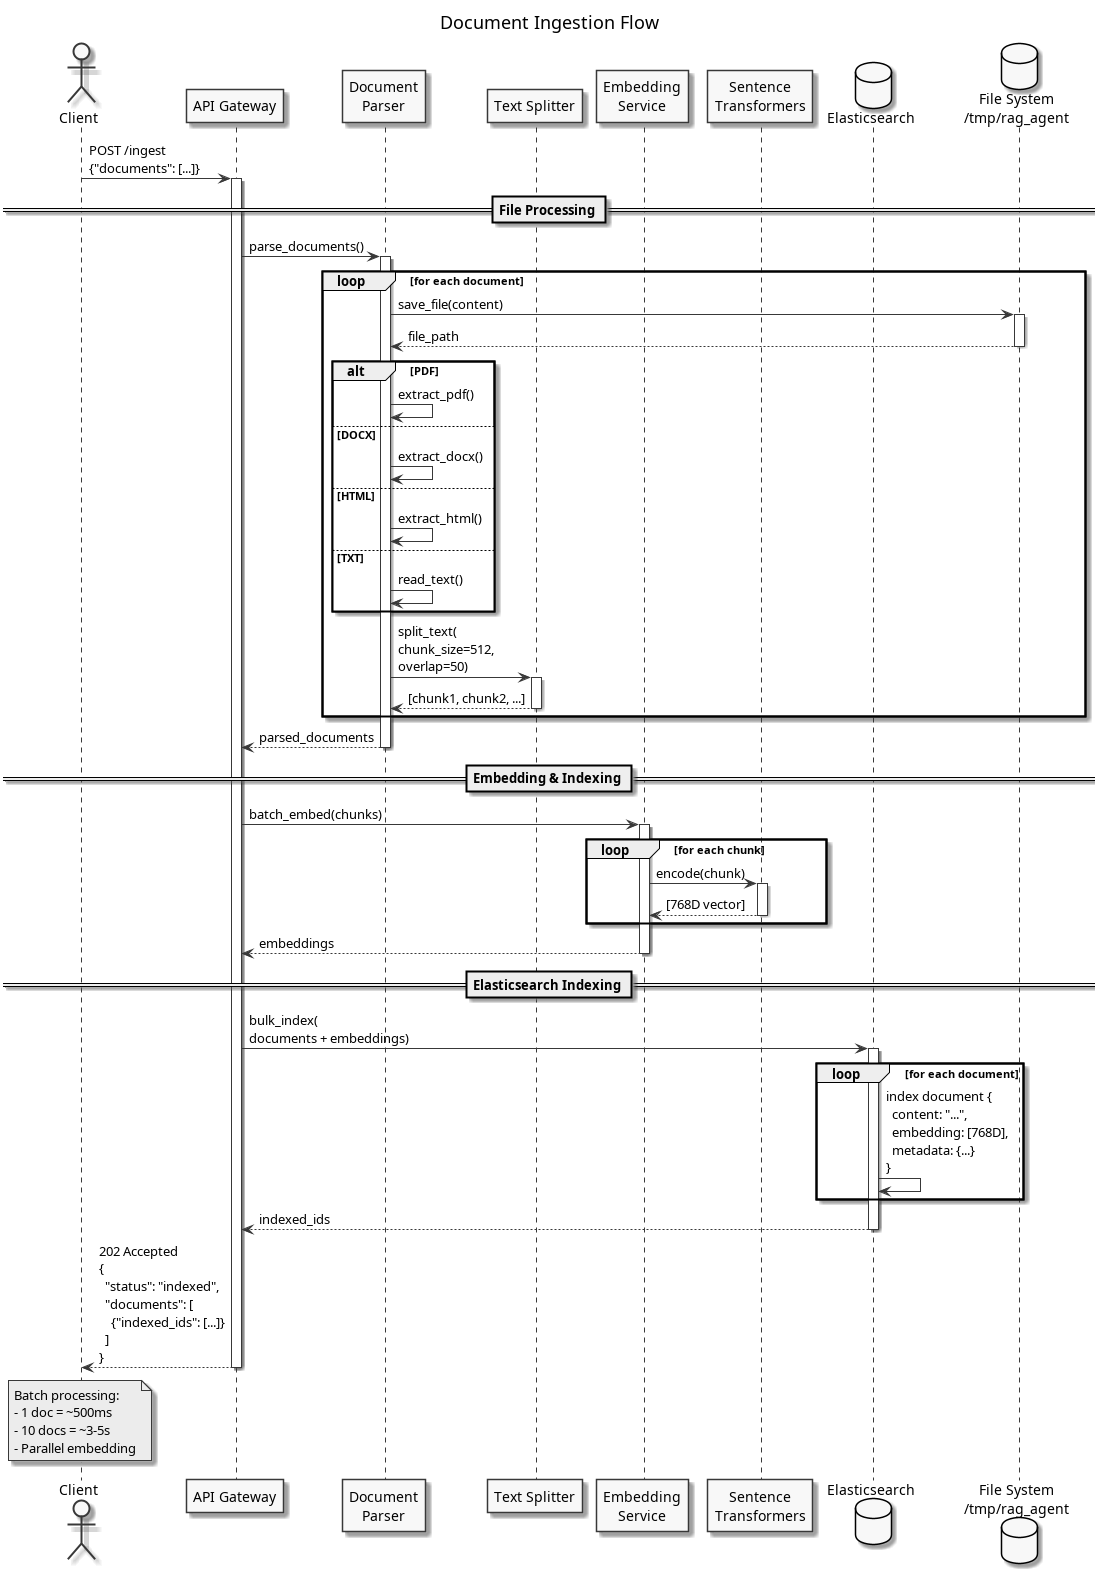 Document Ingestion Flow
Client
API Gateway
Document
Parser
Text Splitter
Embedding
Service
Sentence
Transformers
Elasticsearch
File System
/tmp/rag_agent
POST /ingest
{"documents": [...]}
File Processing
parse_documents()
loop [for each document]
save_file(content)
file_path
alt [PDF]
extract_pdf()
[DOCX]
extract_docx()
[HTML]
extract_html()
[TXT]
read_text()
split_text(
chunk_size=512,
overlap=50)
[chunk1, chunk2, ...]
parsed_documents
Embedding & Indexing
batch_embed(chunks)
loop [for each chunk]
encode(chunk)
[768D vector]
embeddings
Elasticsearch Indexing
bulk_index(
documents + embeddings)
loop [for each document]
index document {
content: "...",
embedding: [768D],
metadata: {...}
}
indexed_ids
202 Accepted
{
"status": "indexed",
"documents": [
{"indexed_ids": [...]}
]
}
Batch processing:
- 1 doc = ~500ms
- 10 docs = ~3-5s
- Parallel embedding
Client
API Gateway
Document
Parser
Text Splitter
Embedding
Service
Sentence
Transformers
Elasticsearch
File System
/tmp/rag_agent